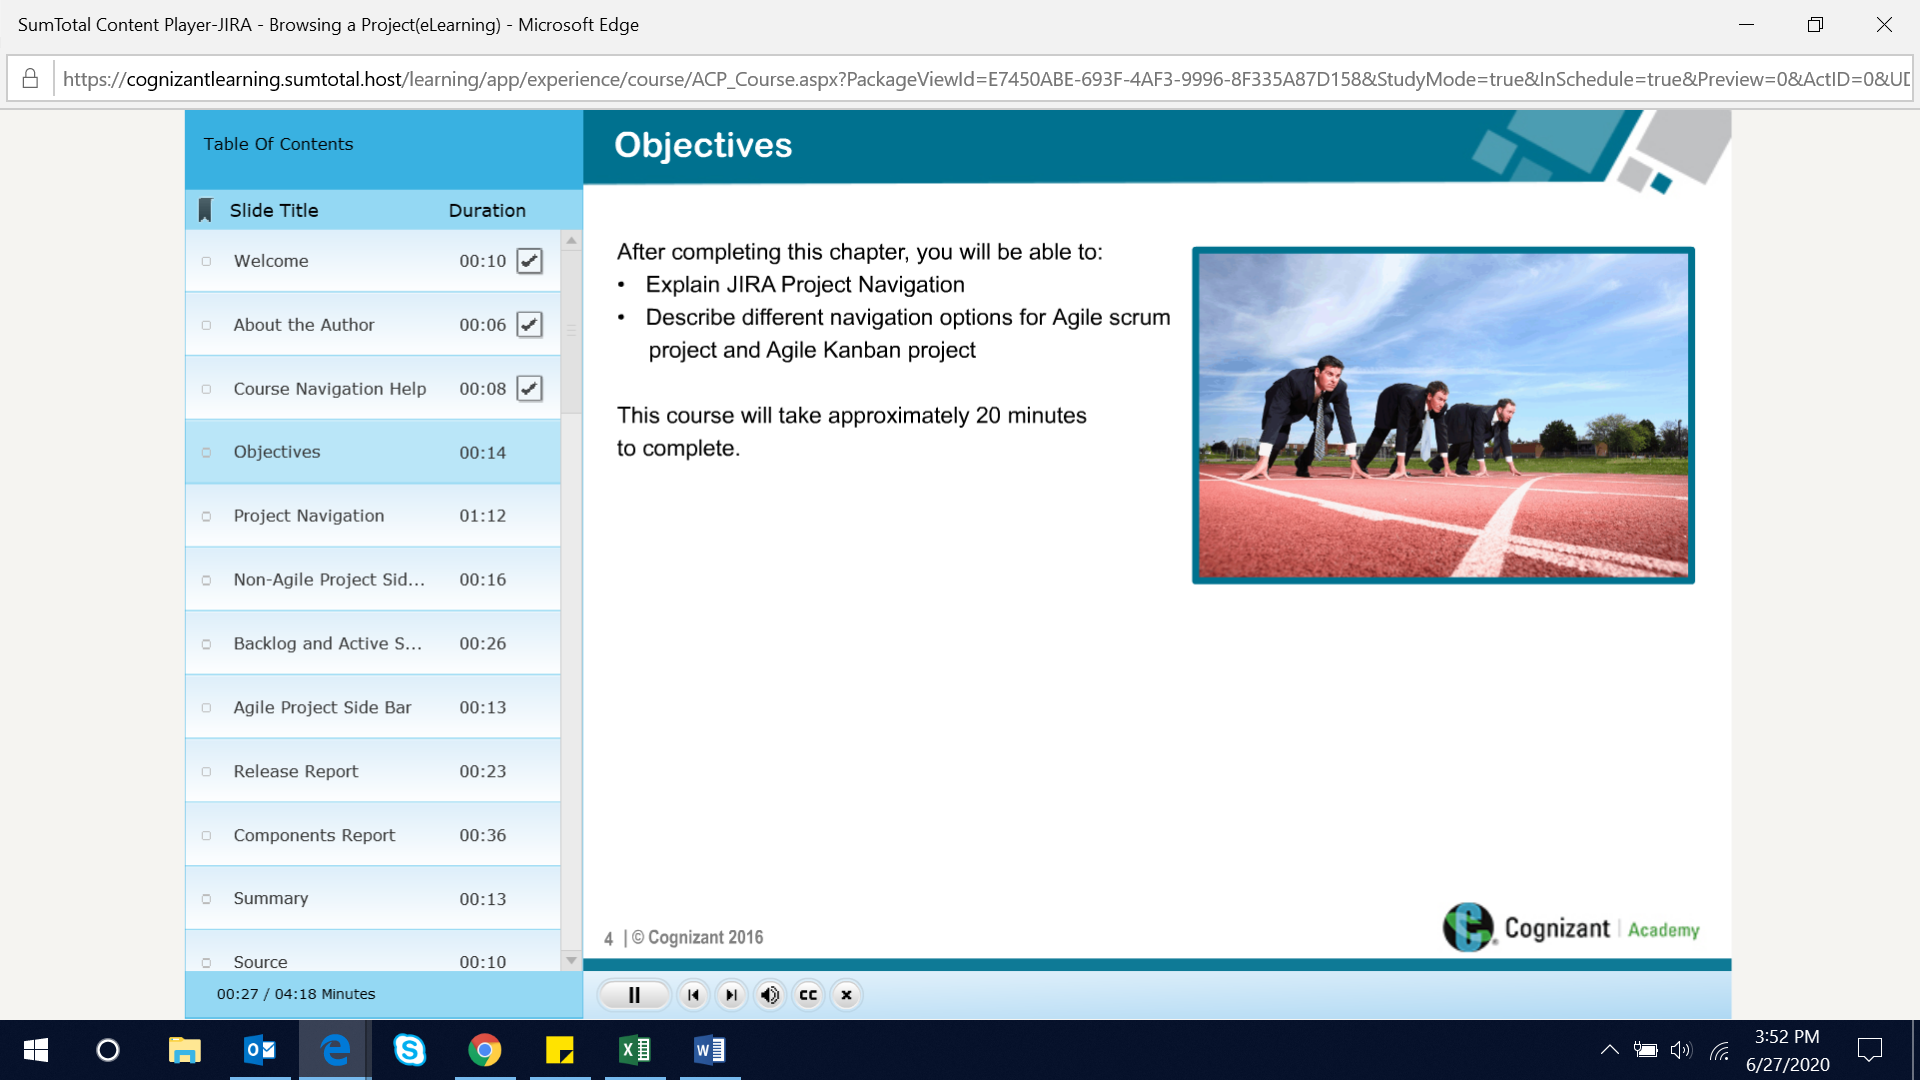 SumTotal Content Player-JIRA - Browsing a Project(eLearning) - Microsoft Edge
https://cognizantlearning.sumtotal.host/learning/app/experience/course/ACP_Course.aspx?PackageViewId=E7450ABE-693F-4AF3-9996-8F335A87D158&StudyMode=true&InSchedule=true&Preview=0&ActID=0&UD
Table Of Contents
Slide Title Duration
Welcome 00:10
About the Author 00:06
Course Navigation Help 00:08
Objectives 00:14
Project Navigation 01:12
Non-Agile Project Sid... 00:16
Backlog and Active S... 00:26
Agile Project Side Bar 00:13
Release Report 00:23
Components Report 00:36
Summary 00:13
Source 00:10
00:27 / 04:18 Minutes
Objectives
After completing this chapter, you will be able to:
• Explain JIRA Project Navigation
• Describe different navigation options for Agile scrum
project and Agile Kanban project
This course will take approximately 20 minutes
to complete.
4 | © Cognizant 2016
Cognizant | Academy
CC
3:52 PM
6/27/2020